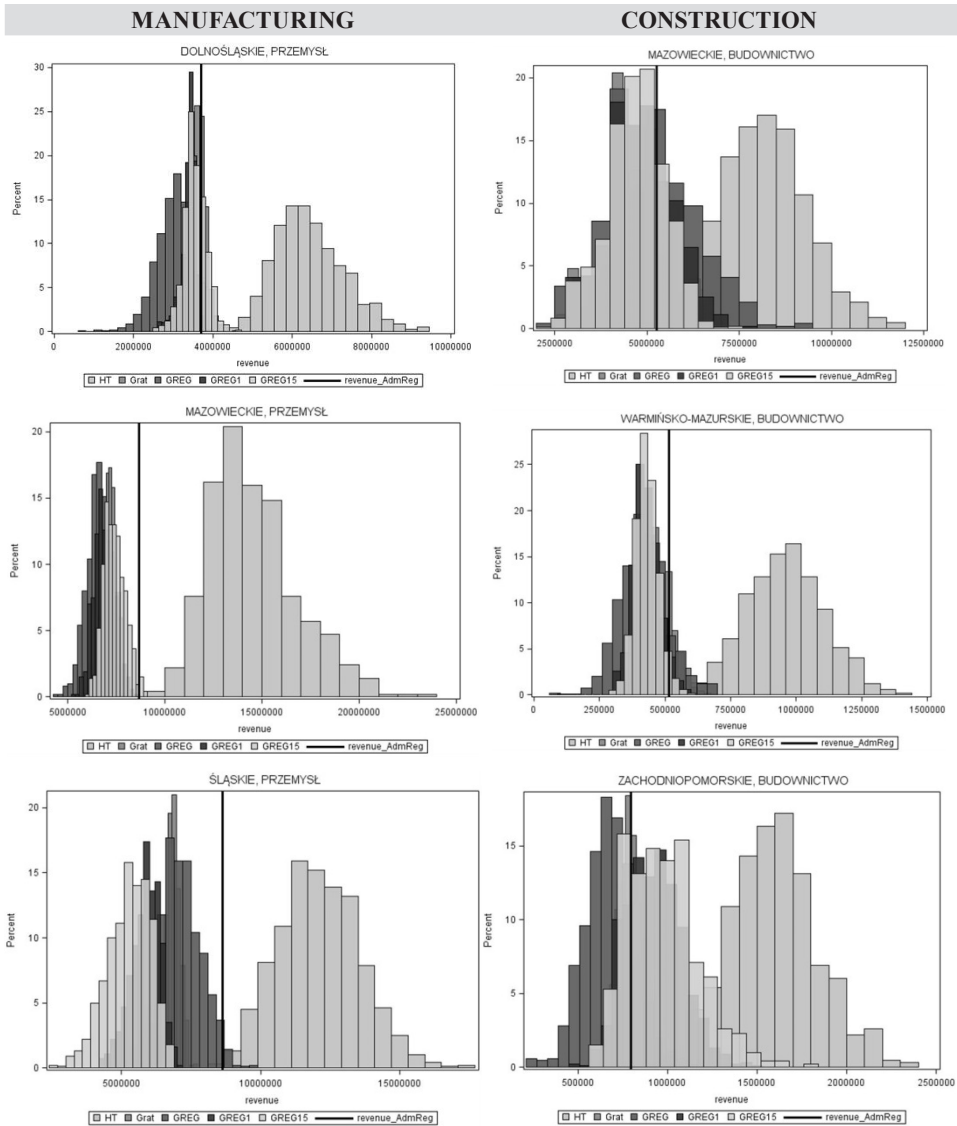 MANUFACTURING
CONSTRUCTION
DOLNOŚLĄSKIE, PRZEMYSŁ
30
25
20
15
10
5
0
Percent
0 2000000 4000000 6000000 8000000 10000000
revenue
HT Grat GREG GREG1 GREG15 revenue_AdmReg
MAZOWIECKIE, BUDOWNICTWO
20
15
10
5
0
Percent
2500000 5000000 7500000 10000000 12500000
revenue
HT Grat GREG GREG1 GREG15 revenue_AdmReg
MAZOWIECKIE, PRZEMYSŁ
20
15
10
5
0
Percent
5000000 10000000 15000000 20000000 25000000
revenue
HT Grat GREG GREG1 GREG15 revenue_AdmReg
WARMIŃSKO-MAZURSKIE, BUDOWNICTWO
25
20
15
10
5
0
Percent
0 250000 500000 750000 1000000 1250000 1500000
revenue
HT Grat GREG GREG1 GREG15 revenue_AdmReg
ŚLĄSKIE, PRZEMYSŁ
20
15
10
5
0
Percent
5000000 10000000 15000000
revenue
HT Grat GREG GREG1 GREG15 revenue_AdmReg
ZACHODNIOPOMORSKIE, BUDOWNICTWO
15
10
5
0
Percent
500000 1000000 1500000 2000000 2500000
revenue
HT Grat GREG GREG1 GREG15 revenue_AdmReg